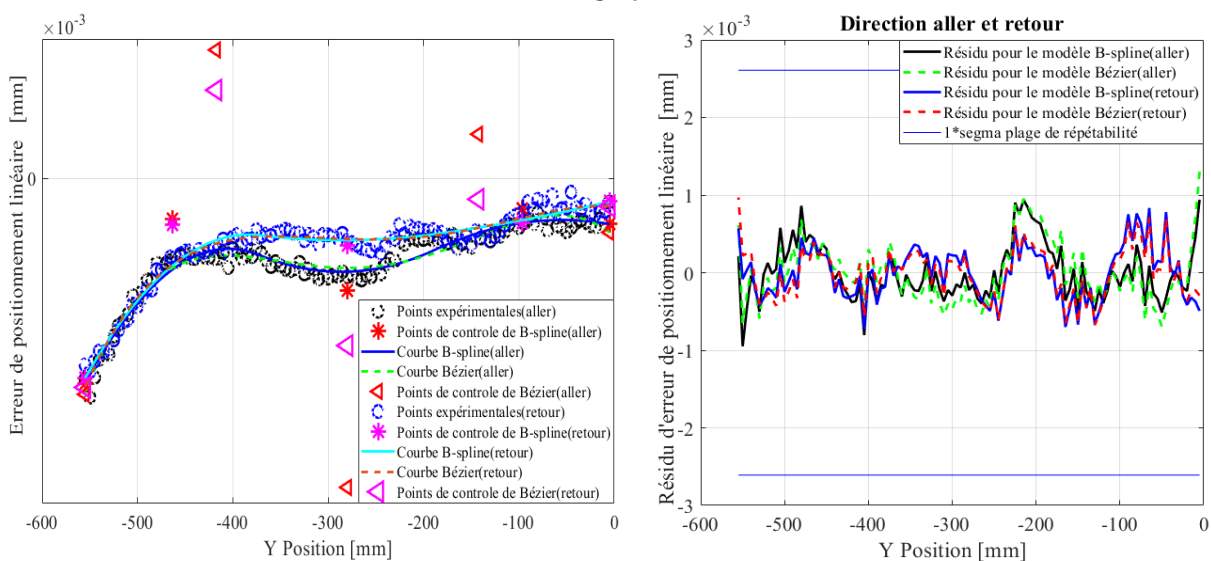 ×10⁻³
0
Erreur de positionnement linéaire [mm]
Points expérimentales(aller)
Points de controle de B-spline(aller)
Courbe B-spline(aller)
Courbe Bézier(aller)
Points de controle de Bézier(aller)
Points expérimentales(retour)
Points de controle de B-spline(retour)
Courbe B-spline(retour)
Courbe Bézier(retour)
Points de controle de Bézier(retour)
-600 -500 -400 -300 -200 -100 0
Y Position [mm]
Direction aller et retour
×10⁻³
3
2
1
0
-1
-2
-3
Résidu d'erreur de positionnement linéaire [mm]
Résidu pour le modèle B-spline(aller)
Résidu pour le modèle Bézier(aller)
Résidu pour le modèle B-spline(retour)
Résidu pour le modèle Bézier(retour)
1*segma plage de répétabilité
-600 -500 -400 -300 -200 -100 0
Y Position [mm]